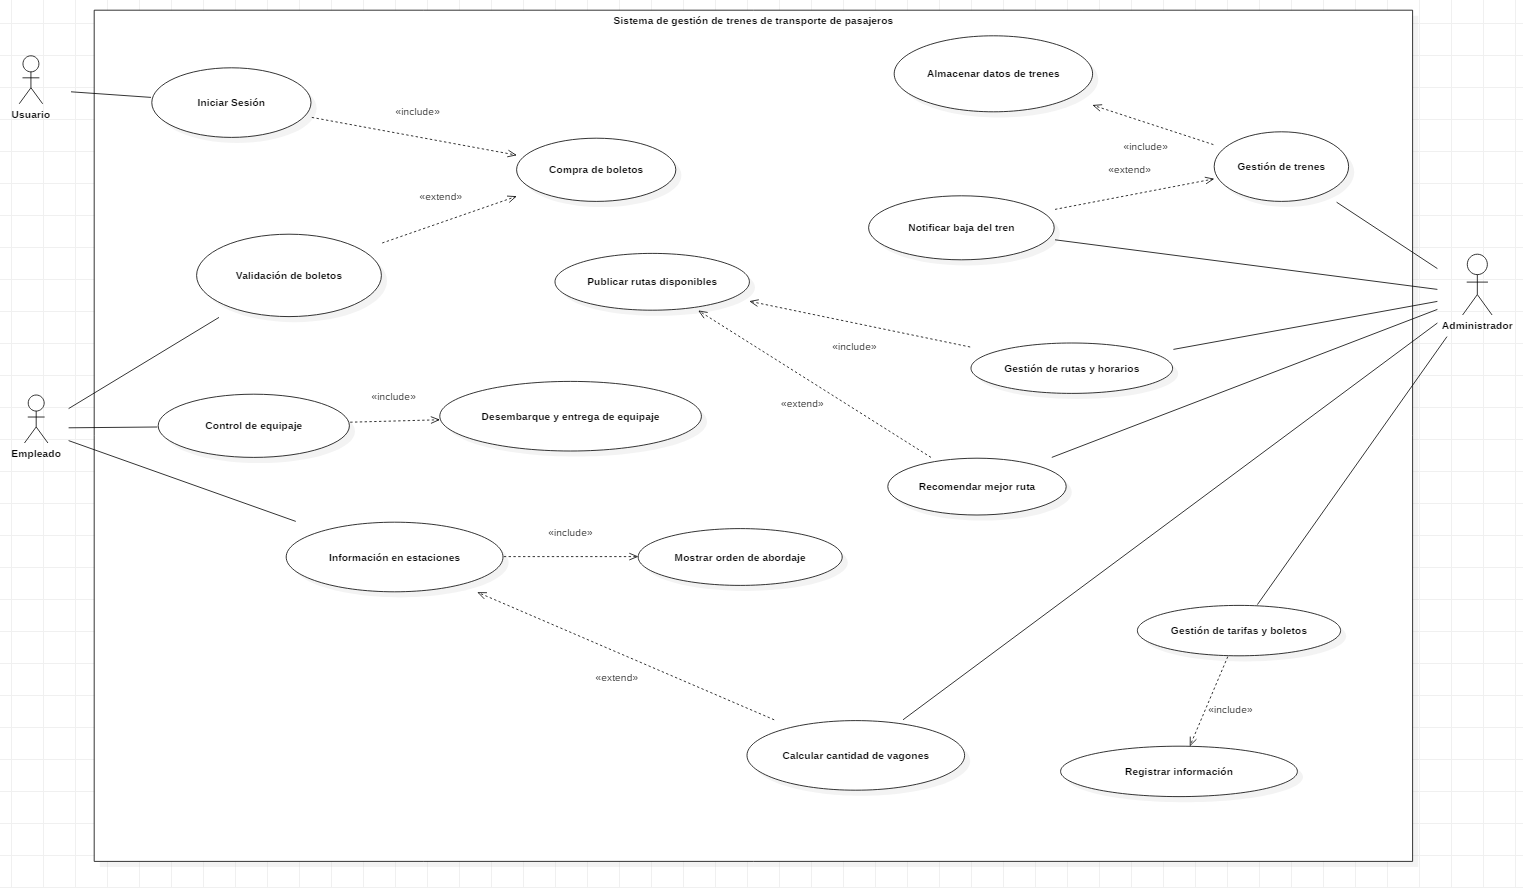 Sistema de gestión de trenes de transporte de pasajeros
Usuario
Iniciar Sesión
«include»
Compra de boletos
«extend»
Validación de boletos
Almacenar datos de trenes
«include»
Gestión de trenes
«extend»
Notificar baja del tren
Publicar rutas disponibles
Administrador
«include»
Gestión de rutas y horarios
«extend»
Recomendar mejor ruta
Empleado
Control de equipaje
«include»
Desembarque y entrega de equipaje
Información en estaciones
«include»
Mostrar orden de abordaje
«extend»
Calcular cantidad de vagones
Gestión de tarifas y boletos
«include»
Registrar información